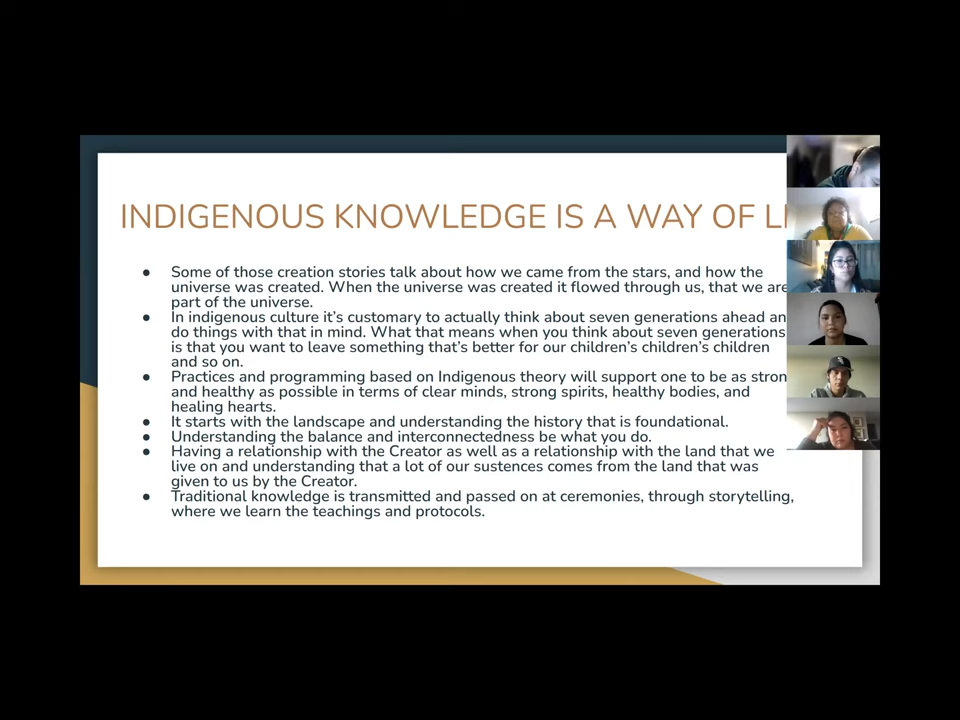 INDIGENOUS KNOWLEDGE IS A WAY OF
● Some of those creation stories talk about how we came from the stars, and how the
universe was created. When the universe was created it flowed through us, that we are
part of the universe.
● In indigenous culture it’s customary to actually think about seven generations ahead an
do things with that in mind. What that means when you think about seven generations
is that you want to leave something that’s better for our children’s children’s children
and so on.
● Practices and programming based on Indigenous theory will support one to be as stron
and healthy as possible in terms of clear minds, strong spirits, healthy bodies, and
healing hearts.
● It starts with the landscape and understanding the history that is foundational.
● Understanding the balance and interconnectedness be what you do.
● Having a relationship with the Creator as well as a relationship with the land that we
live on and understanding that a lot of our sustences comes from the land that was
given to us by the Creator.
● Traditional knowledge is transmitted and passed on at ceremonies, through storytelling,
where we learn the teachings and protocols.